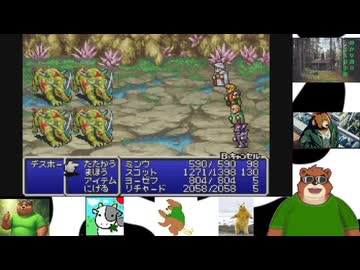 B:キャンセル
デスホー
たたかう
まほう
アイテム
にげる
ミンウ 590/ 590 98
スコット 1271/1398 130
ヨーゼフ 804/ 804 5
リチャード 2058/2058 5